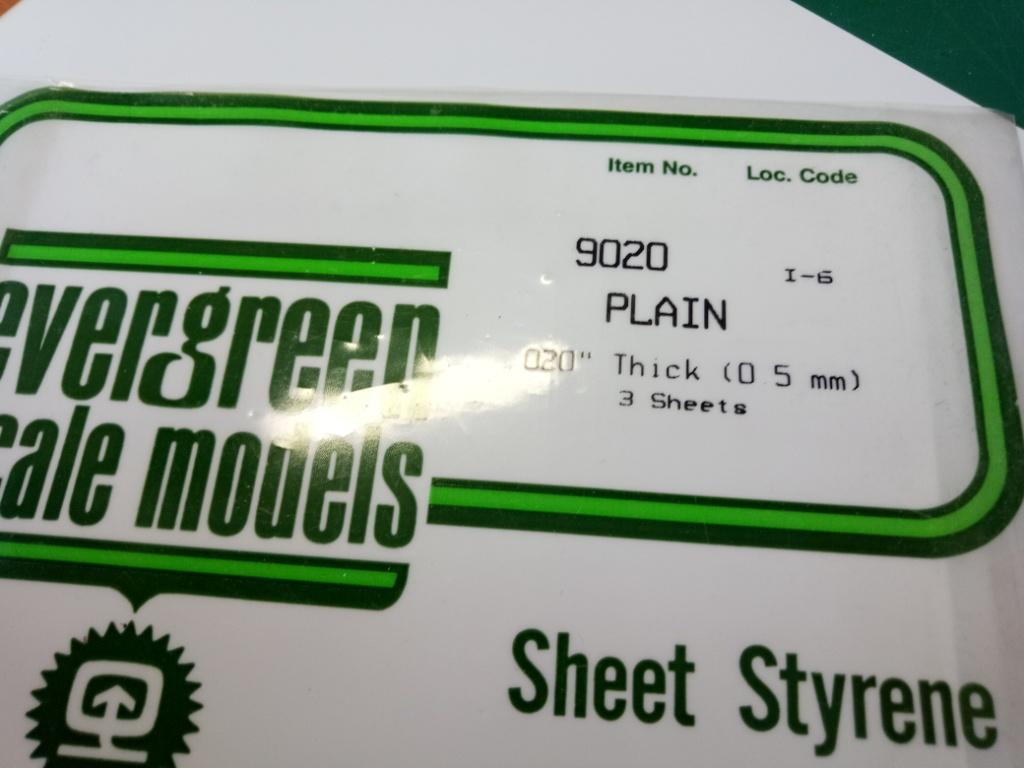 Item No. Loc. Code
9020 I-6
PLAIN
020" Thick (0 5 mm)
3 Sheets
evergreen
cale models
Sheet Styrene